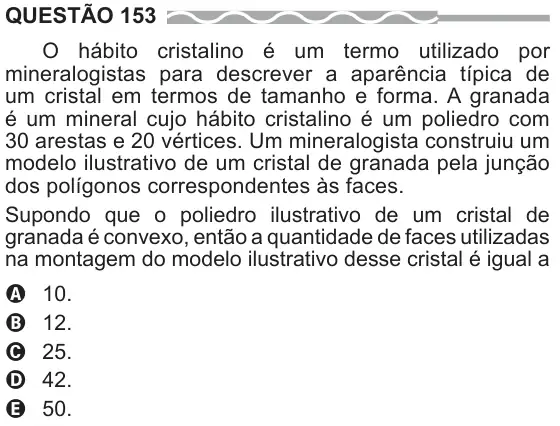 QUESTÃO 153
O hábito cristalino é um termo utilizado por
mineralogistas para descrever a aparência típica de
um cristal em termos de tamanho e forma. A granada
é um mineral cujo hábito cristalino é um poliedro com
30 arestas e 20 vértices. Um mineralogista construiu um
modelo ilustrativo de um cristal de granada pela junção
dos polígonos correspondentes às faces.
Supondo que o poliedro ilustrativo de um cristal de
granada é convexo, então a quantidade de faces utilizadas
na montagem do modelo ilustrativo desse cristal é igual a
A 10.
B 12.
C 25.
D 42.
E 50.